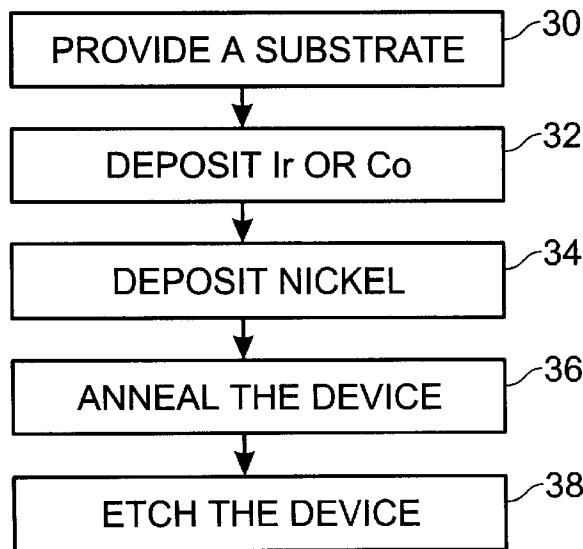 PROVIDE A SUBSTRATE 30
DEPOSIT Ir OR Co 32
DEPOSIT NICKEL 34
ANNEAL THE DEVICE 36
ETCH THE DEVICE 38